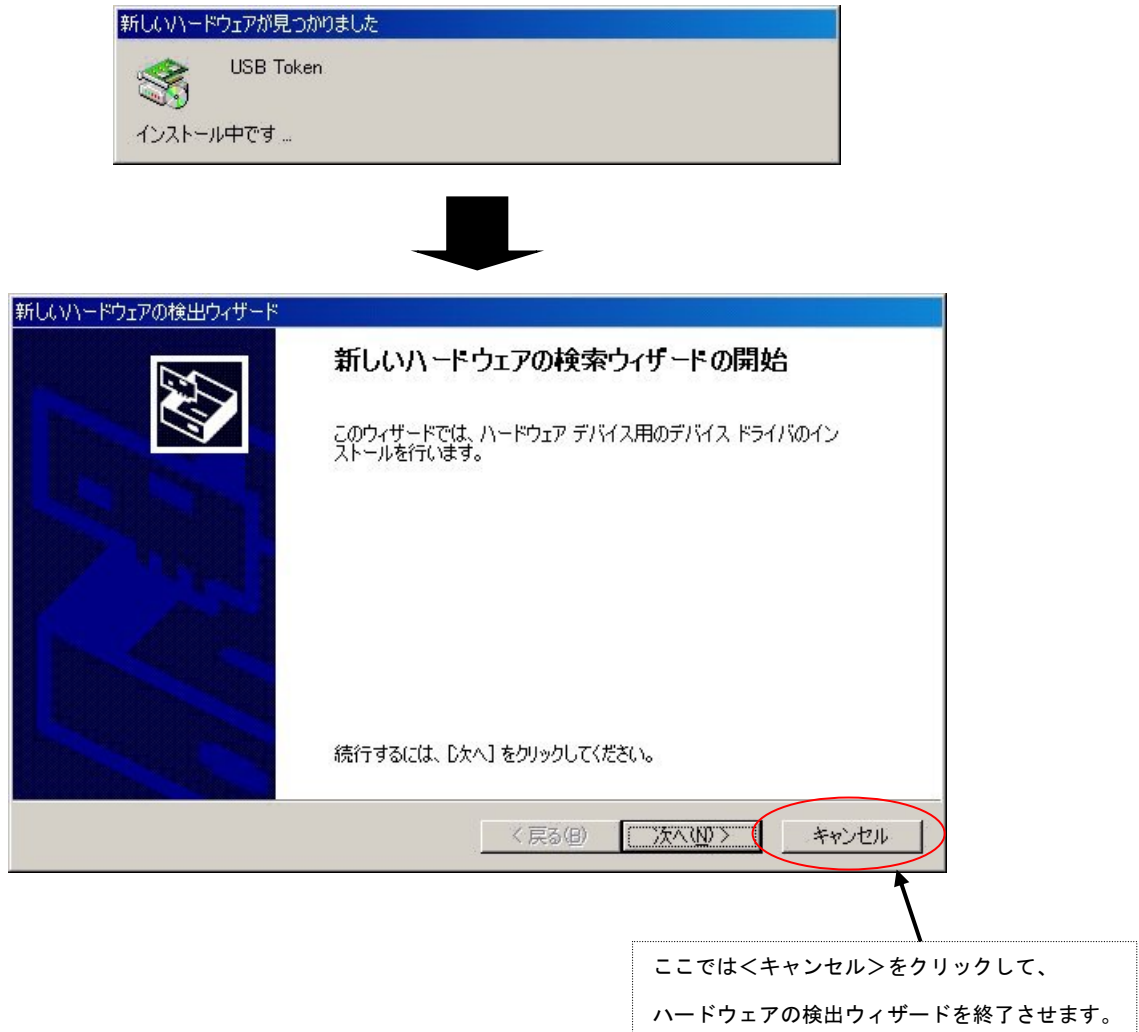 新しいハードウェアが見つかりました
USB Token
インストール中です ...
新しいハードウェアの検出ウィザード
新しいハードウェアの検索ウィザードの開始
このウィザードでは、ハードウェア デバイス用のデバイス ドライバのイン
ストールを行います。
続行するには、[次へ] をクリックしてください。
< 戻る(B)
次へ(N) >
キャンセル
ここでは＜キャンセル＞をクリックして、
ハードウェアの検出ウィザードを終了させます。